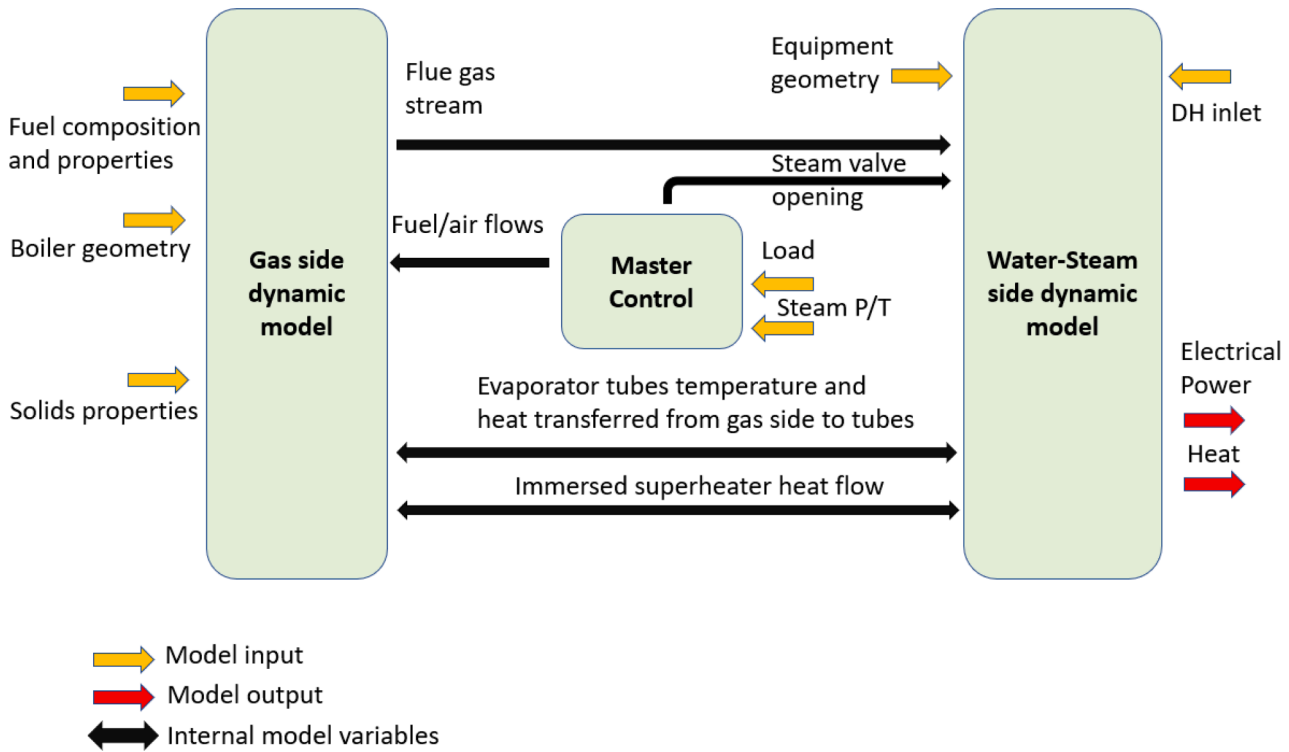 Fuel composition
and properties
Boiler geometry
Solids properties
Gas side
dynamic
model
Flue gas
stream
Fuel/air flows
Steam valve
opening
Master
Control
Load
Steam P/T
Evaporator tubes temperature and
heat transferred from gas side to tubes
Immersed superheater heat flow
Equipment
geometry
Water-Steam
side dynamic
model
DH inlet
Electrical
Power
Heat
Model input
Model output
Internal model variables